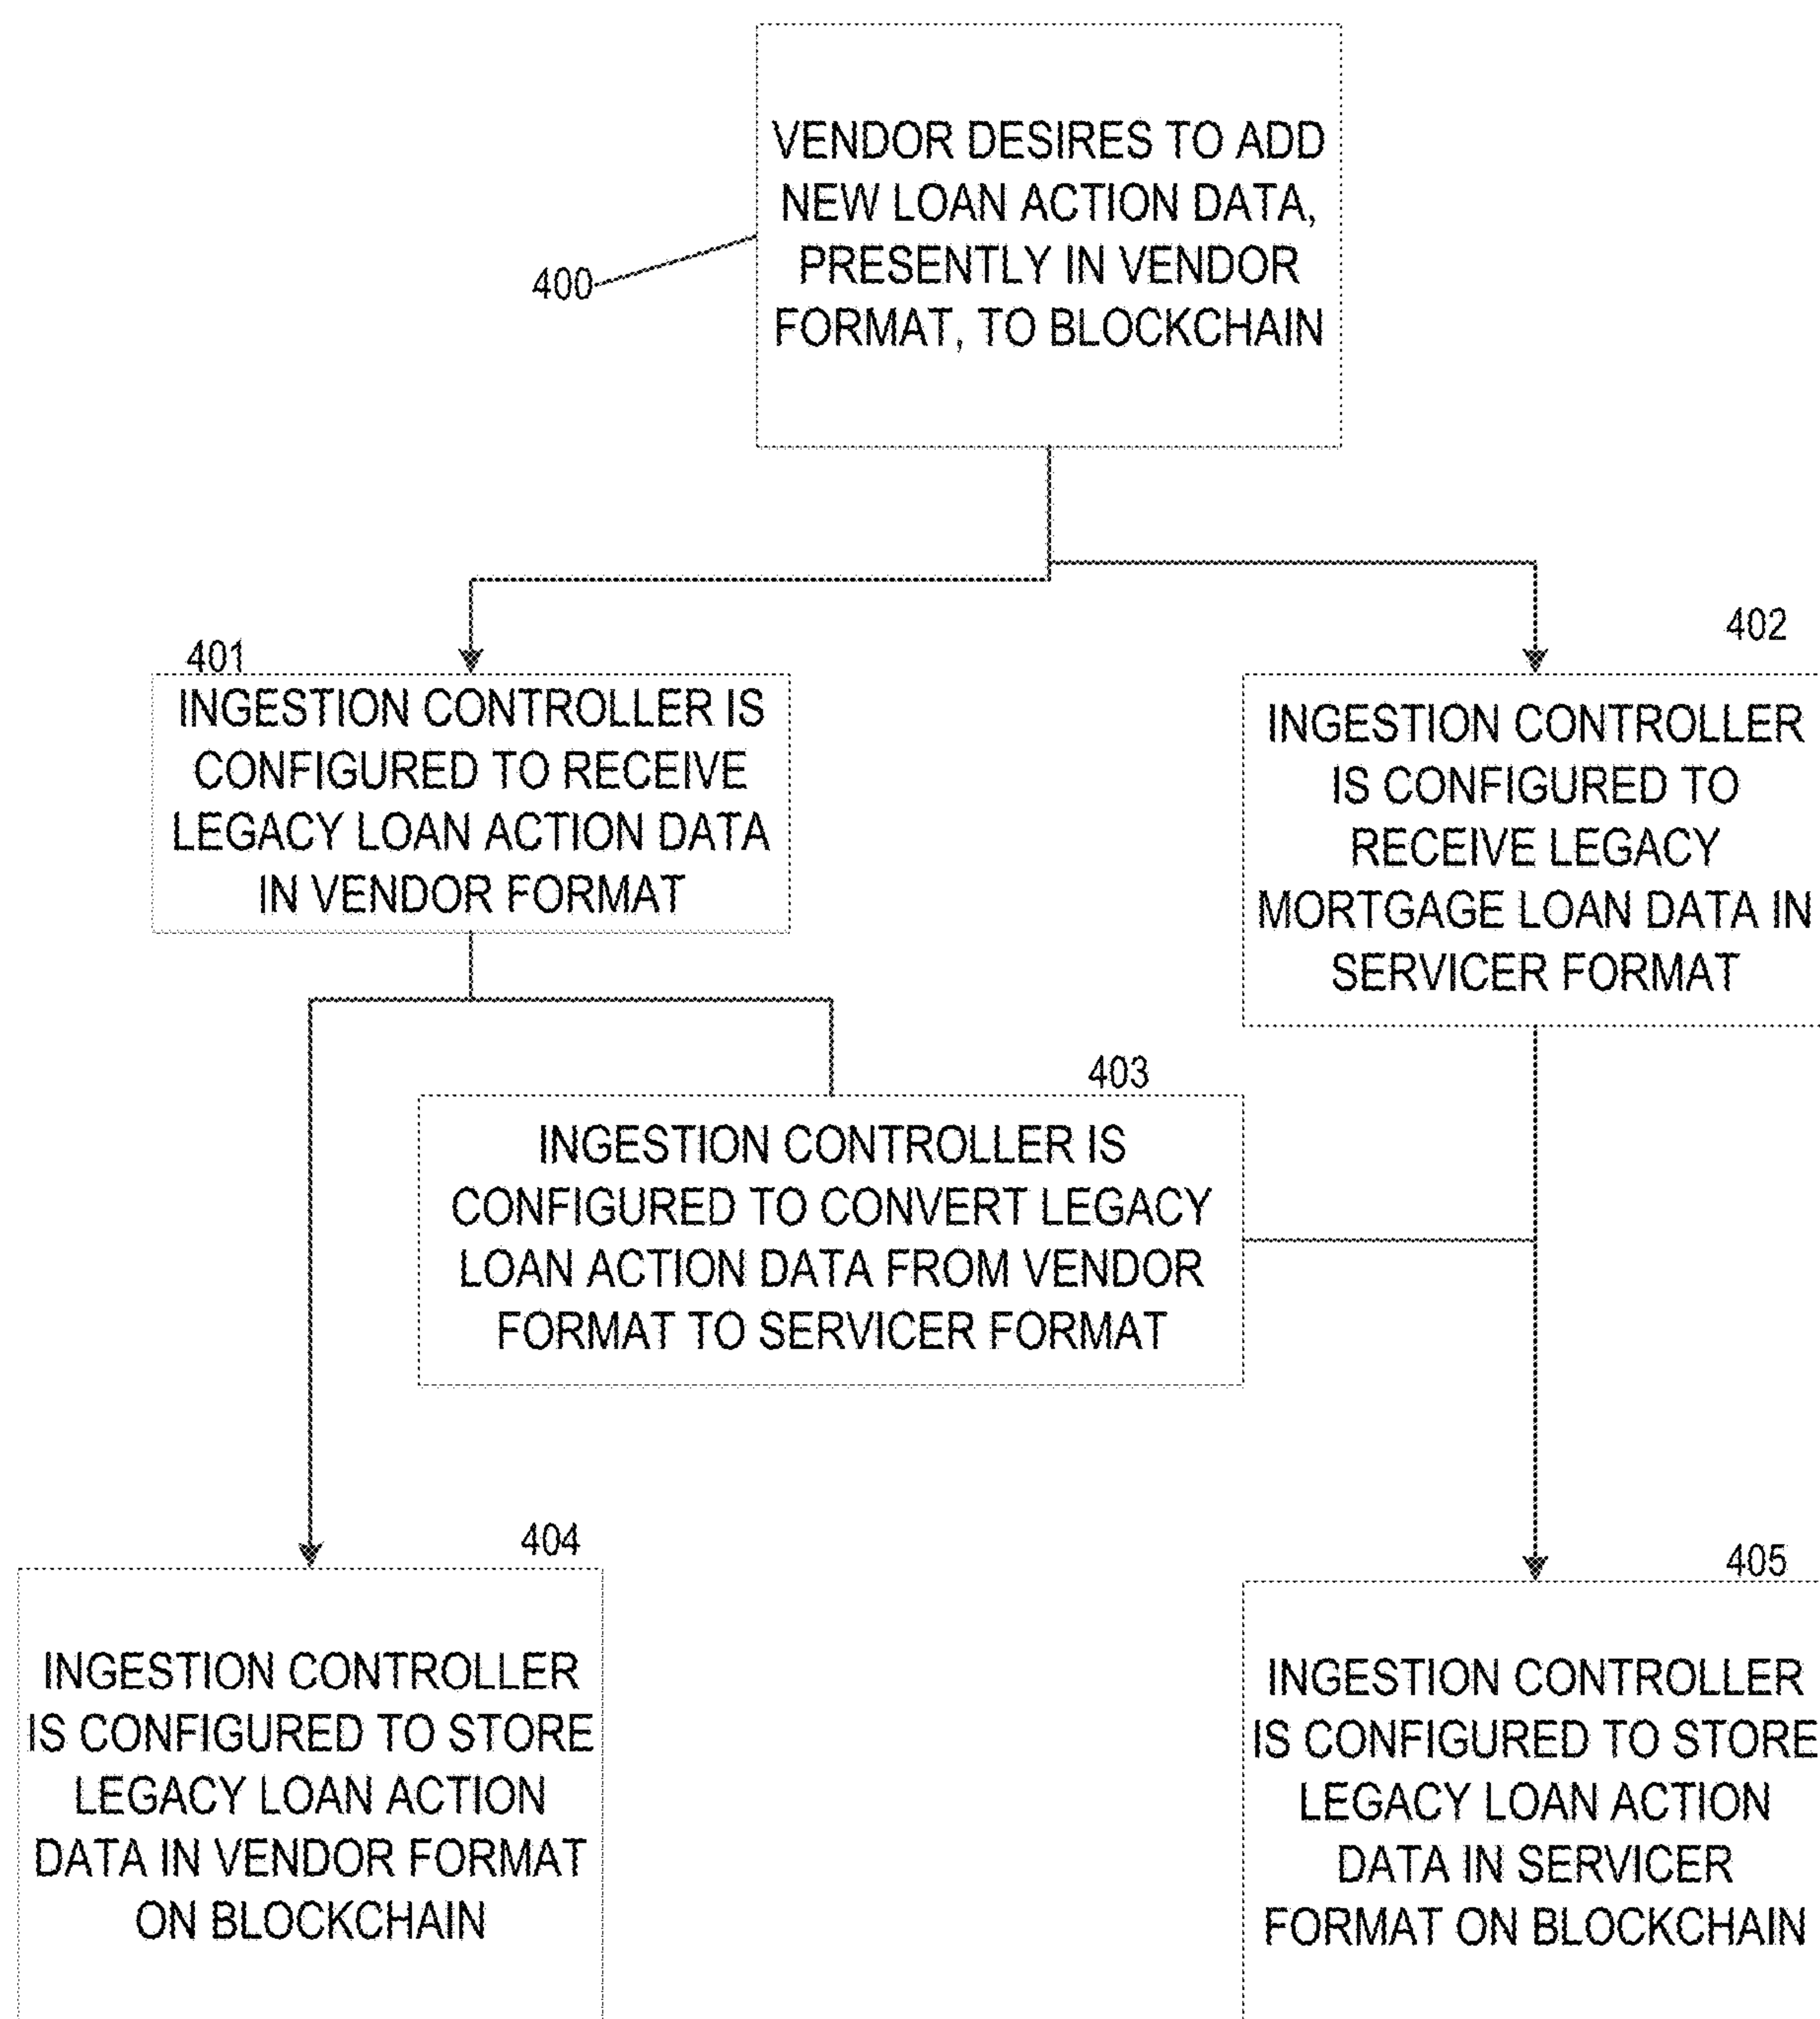 VENDOR DESIRES TO ADD
NEW LOAN ACTION DATA,
PRESENTLY IN VENDOR
FORMAT, TO BLOCKCHAIN
400
401
INGESTION CONTROLLER IS
CONFIGURED TO RECEIVE
LEGACY LOAN ACTION DATA
IN VENDOR FORMAT
402
INGESTION CONTROLLER
IS CONFIGURED TO
RECEIVE LEGACY
MORTGAGE LOAN DATA IN
SERVICER FORMAT
403
INGESTION CONTROLLER IS
CONFIGURED TO CONVERT LEGACY
LOAN ACTION DATA FROM VENDOR
FORMAT TO SERVICER FORMAT
404
INGESTION CONTROLLER
IS CONFIGURED TO STORE
LEGACY LOAN ACTION
DATA IN VENDOR FORMAT
ON BLOCKCHAIN
405
INGESTION CONTROLLER
IS CONFIGURED TO STORE
LEGACY LOAN ACTION
DATA IN SERVICER
FORMAT ON BLOCKCHAIN